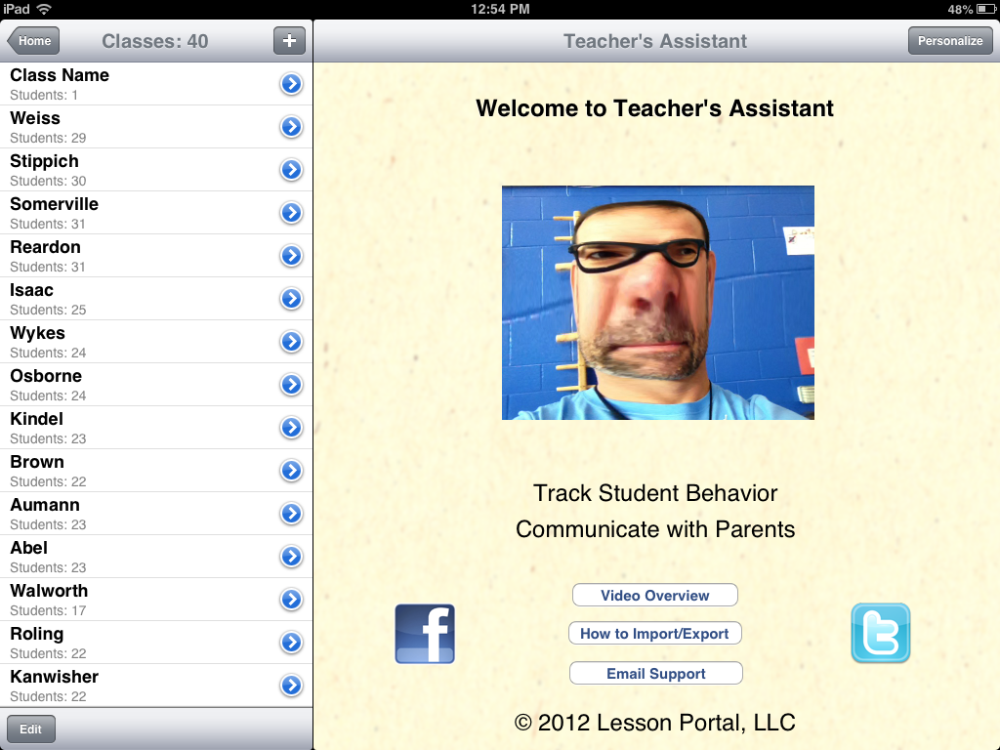 iPad 12:54 PM 48%
Home Classes: 40 +
Teacher's Assistant Personalize
Class Name
Students: 1
Weiss
Students: 29
Stippich
Students: 30
Somerville
Students: 31
Reardon
Students: 31
Isaac
Students: 25
Wykes
Students: 24
Osborne
Students: 24
Kindel
Students: 23
Brown
Students: 22
Aumann
Students: 23
Abel
Students: 23
Walworth
Students: 17
Roling
Students: 22
Kanwisher
Students: 22
Edit
Welcome to Teacher's Assistant
Track Student Behavior
Communicate with Parents
Video Overview
How to Import/Export
Email Support
f
t
© 2012 Lesson Portal, LLC